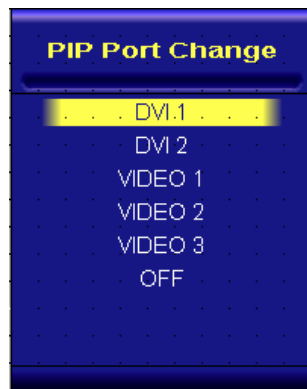 PIP Port Change
DVI 1
DVI 2
VIDEO 1
VIDEO 2
VIDEO 3
OFF